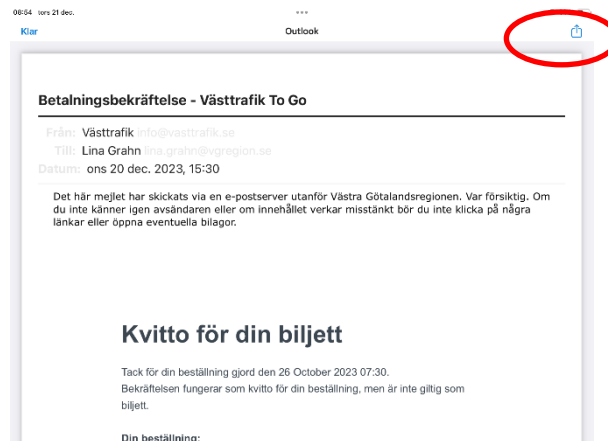 08:54 tors 21 dec.
Klar
Outlook
Betalningsbekräftelse - Västtrafik To Go
Från: Västtrafik info@vasttrafik.se
Till: Lina Grahn lina.grahn@vgregion.se
Datum: ons 20 dec. 2023, 15:30
Det här mejlet har skickats via en e-postserver utanför Västra Götalandsregionen. Var försiktig. Om
du inte känner igen avsändaren eller om innehållet verkar misstänkt bör du inte klicka på några
länkar eller öppna eventuella bilagor.
Kvitto för din biljett
Tack för din beställning gjord den 26 October 2023 07:30.
Bekräftelsen fungerar som kvitto för din beställning, men är inte giltig som
biljett.
Din beställning: